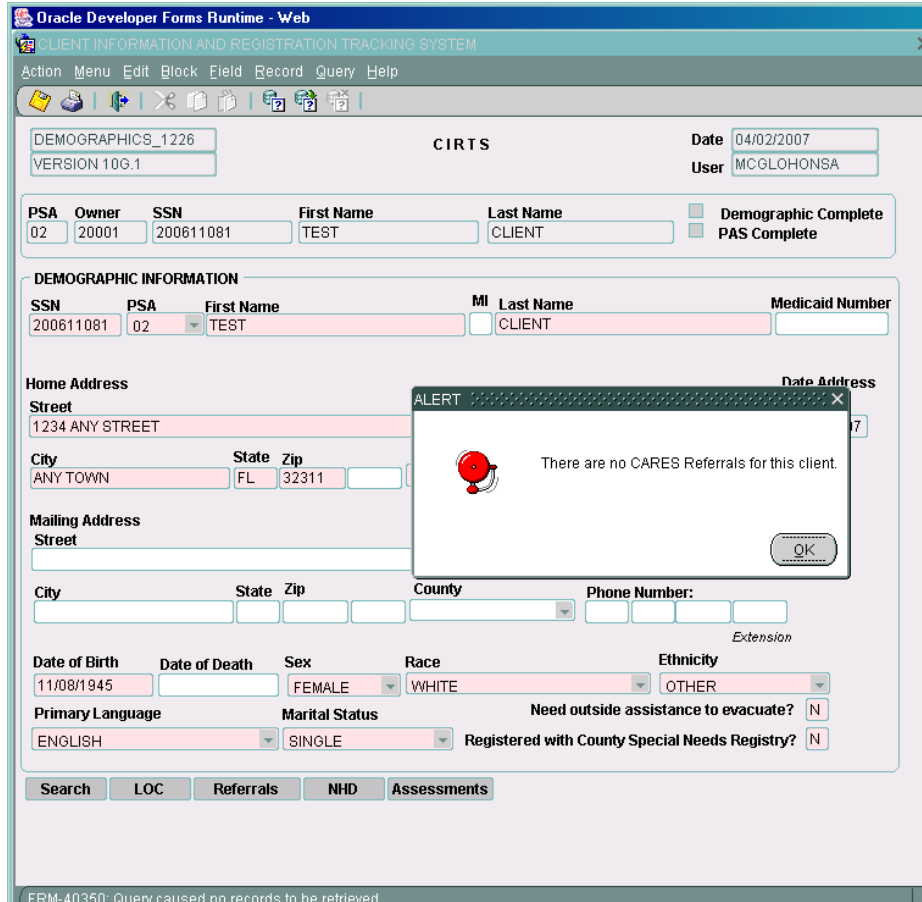 Oracle Developer Forms Runtime - Web
CLIENT INFORMATION AND REGISTRATION TRACKING SYSTEM
Action Menu Edit Block Field Record Query Help
DEMOGRAPHICS_1226 CIRTS Date 04/02/2007
VERSION 10G.1 User MCGLOHONSA
PSA Owner SSN First Name Last Name Demographic Complete
02 20001 200611081 TEST CLIENT PAS Complete
DEMOGRAPHIC INFORMATION
SSN PSA First Name MI Last Name Medicaid Number
200611081 02 TEST CLIENT
Home Address Date Address
Street
1234 ANY STREET 7
City State Zip
ANY TOWN FL 32311
ALERT
There are no CARES Referrals for this client.
OK
Mailing Address
Street
City State Zip County Phone Number:
Extension
Date of Birth Date of Death Sex Race Ethnicity
11/08/1945 FEMALE WHITE OTHER
Primary Language Marital Status Need outside assistance to evacuate? N
ENGLISH SINGLE Registered with County Special Needs Registry? N
Search LOC Referrals NHD Assessments
FRM-40350: Query caused no records to be retrieved